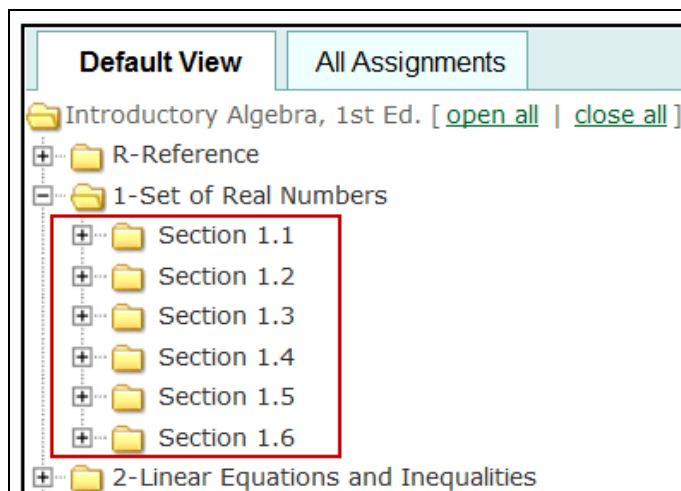 Default View All Assignments
Introductory Algebra, 1st Ed. [ open all | close all ]
R-Reference
1-Set of Real Numbers
Section 1.1
Section 1.2
Section 1.3
Section 1.4
Section 1.5
Section 1.6
2-Linear Equations and Inequalities